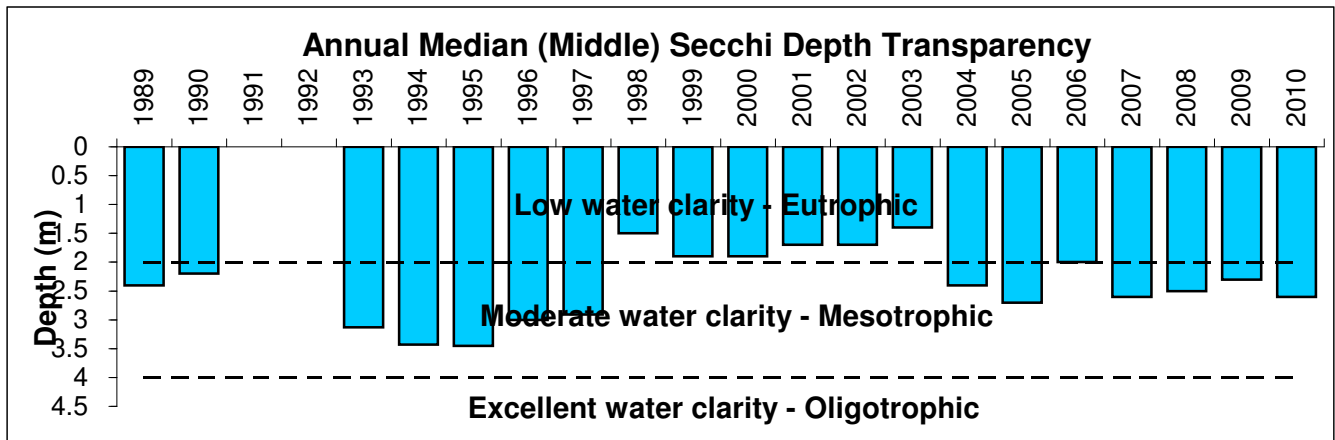 Annual Median (Middle) Secchi Depth Transparency
1989 1990 1991 1992 1993 1994 1995 1996 1997 1998 1999 2000 2001 2002 2003 2004 2005 2006 2007 2008 2009 2010
Depth (m)
0
0.5
1
1.5
2
2.5
3
3.5
4
4.5
Low water clarity - Eutrophic
Moderate water clarity - Mesotrophic
Excellent water clarity - Oligotrophic